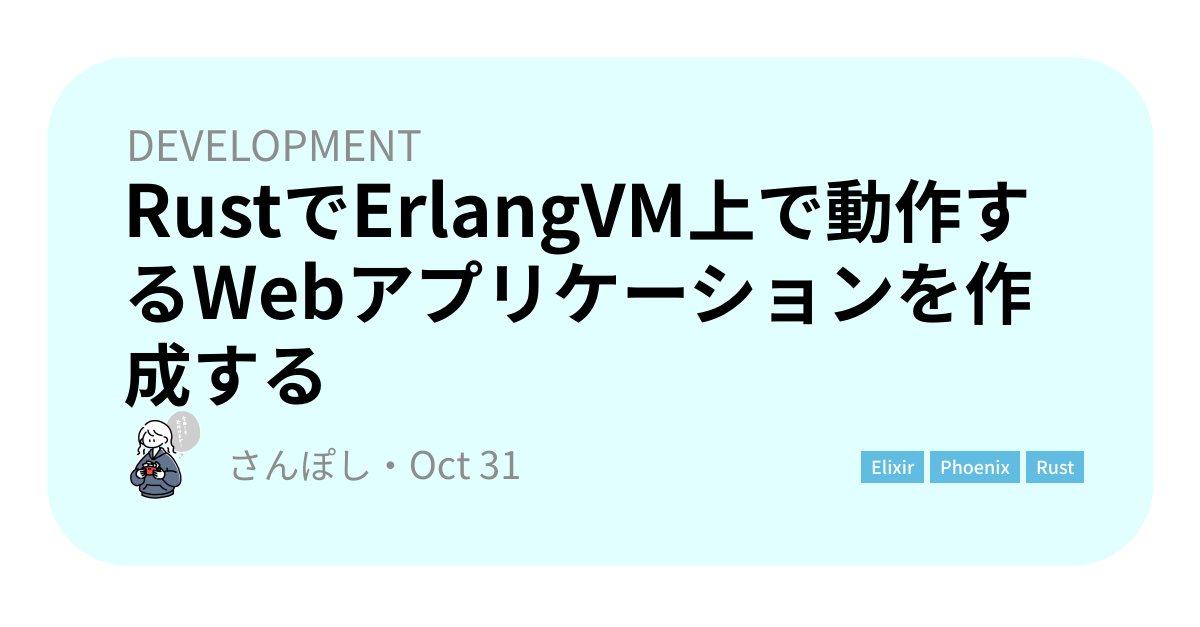 DEVELOPMENT
RustでErlangVM上で動作す
るWebアプリケーションを作
成する
さんぽし・Oct 31
Elixir Phoenix Rust